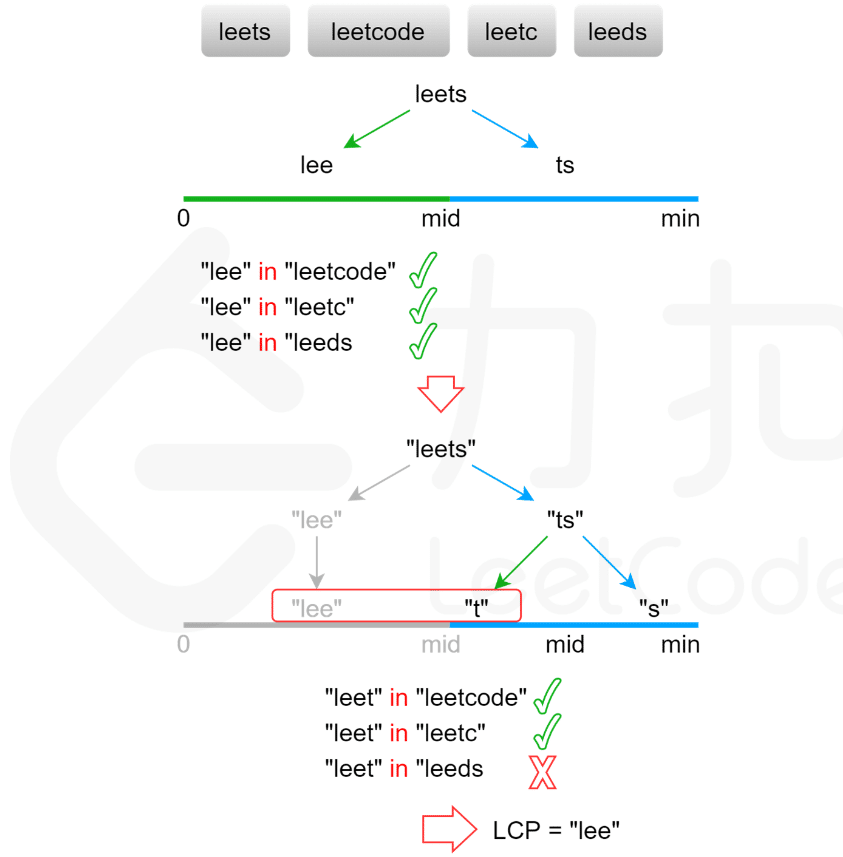 leets leetcode leetc leeds
leets
lee ts
0 mid min
"lee" in "leetcode"
"lee" in "leetc"
"lee" in "leeds
"leets"
"lee" "ts"
"lee" "t" "s"
0 mid mid min
"leet" in "leetcode"
"leet" in "leetc"
"leet" in "leeds
X
LCP = "lee"
力扣
LeetCode